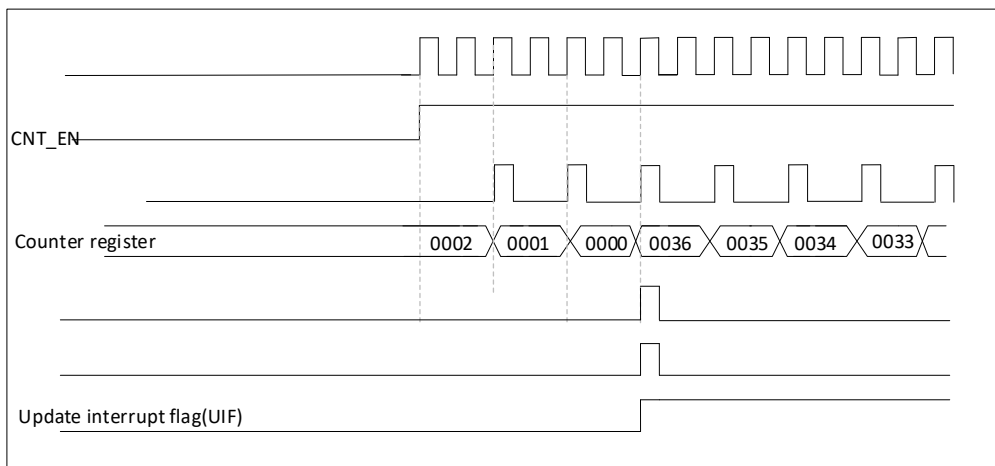 CNT_EN
Counter register 0002 0001 0000 0036 0035 0034 0033
Update interrupt flag(UIF)